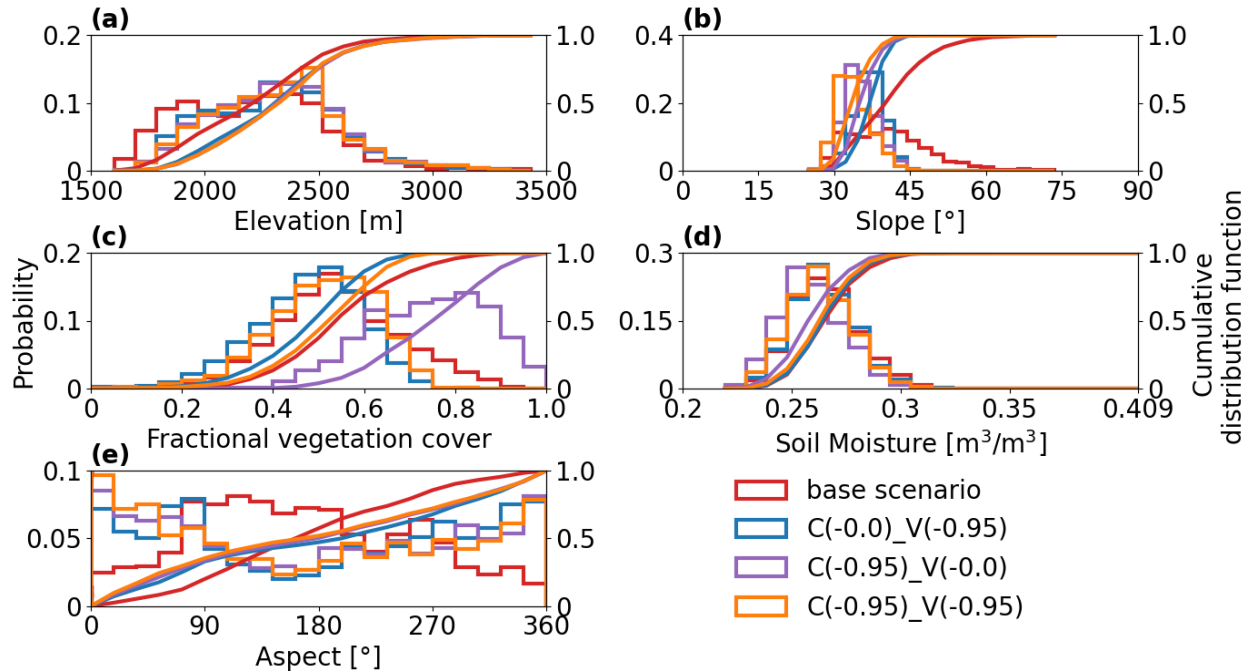 (a)
(b)
0.2
0.1
0
1.0
0.5
0
1500 2000 2500 3000 3500
Elevation [m]
0.4
0.2
0
1.0
0.5
0
0 15 30 45 60 75 90
Slope [°]
(c)
(d)
Probability
0.2
0.1
0
1.0
0.5
0
0 0.2 0.4 0.6 0.8 1.0
Fractional vegetation cover
0.3
0.15
0
1.0
0.5
0
0.2 0.25 0.3 0.35 0.409
Soil Moisture [m³/m³]
Cumulative
distribution function
(e)
0.1
0.05
0
1.0
0.5
0
0 90 180 270 360
Aspect [°]
base scenario
C(-0.0)_V(-0.95)
C(-0.95)_V(-0.0)
C(-0.95)_V(-0.95)